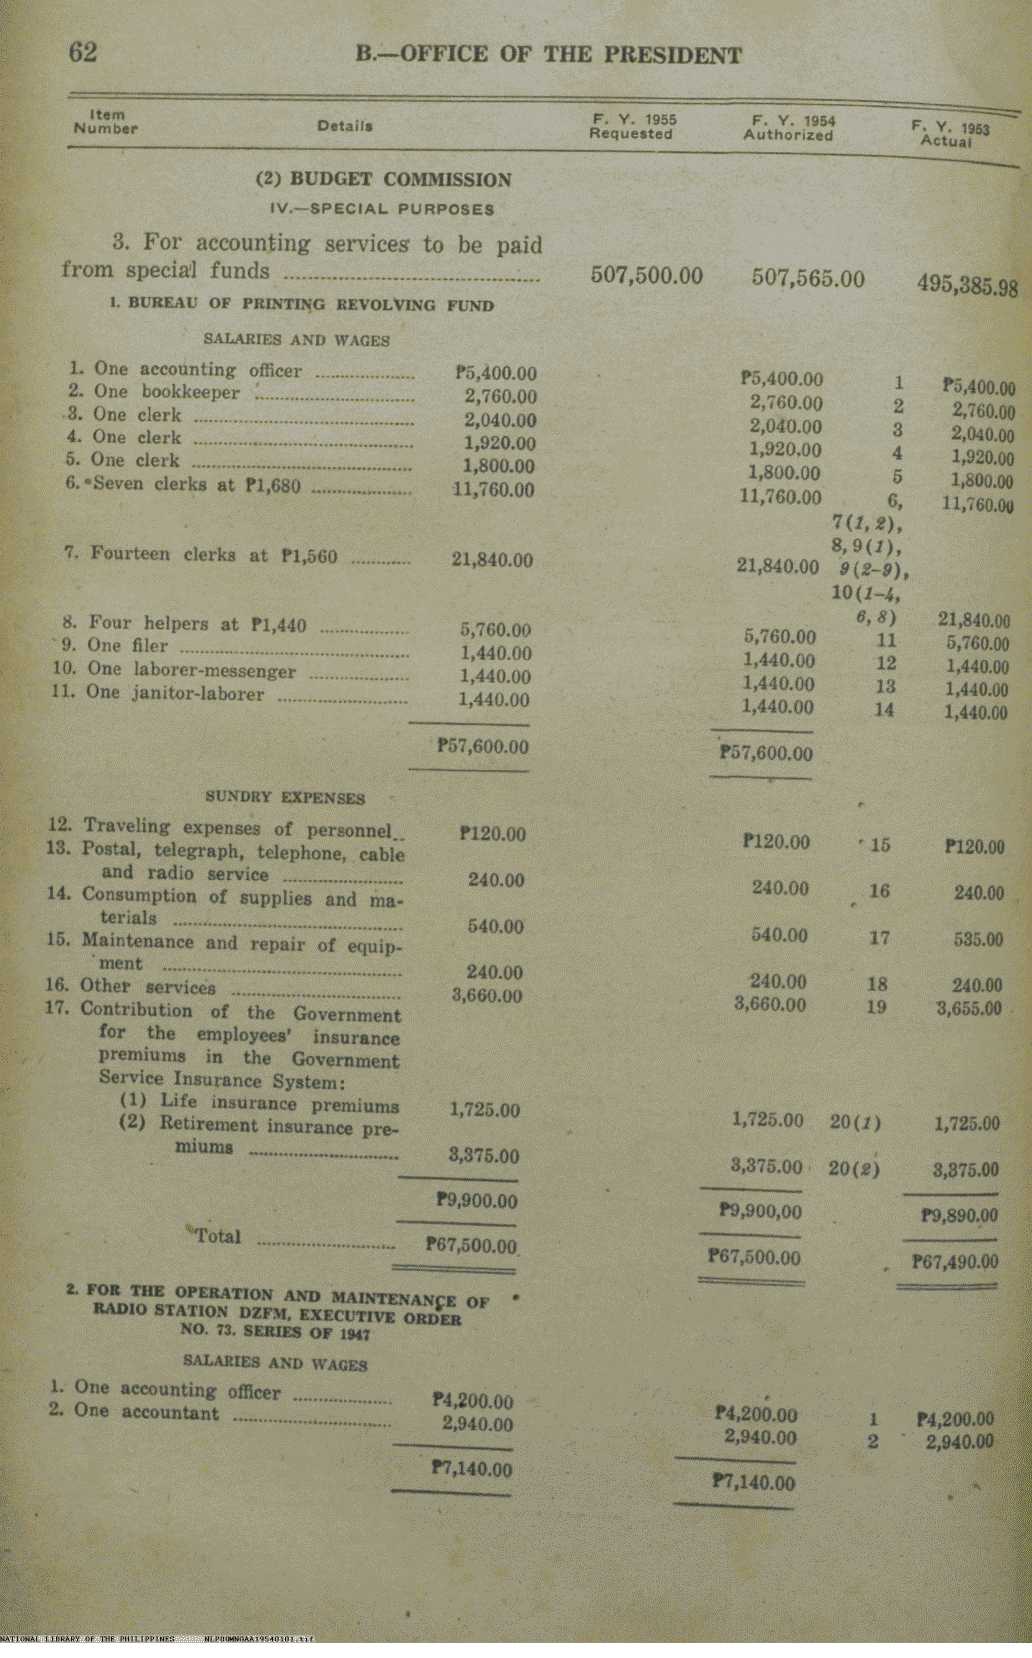 62 B.—OFFICE OF THE PRESIDENT
Item Number Details F. Y. 1955 Requested F. Y. 1954 Authorized F. Y. 1953 Actual
(2) BUDGET COMMISSION
IV.—SPECIAL PURPOSES
3. For accounting services to be paid
from special funds ........ 507,500.00 507,565.00 495,385.98
1. BUREAU OF PRINTING REVOLVING FUND
SALARIES AND WAGES
1. One accounting officer ........ ₱5,400.00 ₱5,400.00 1 ₱5,400.00
2. One bookkeeper ........ 2,760.00 2,760.00 2 2,760.00
3. One clerk ........ 2,040.00 2,040.00 3 2,040.00
4. One clerk ........ 1,920.00 1,920.00 4 1,920.00
5. One clerk ........ 1,800.00 1,800.00 5 1,800.00
6. Seven clerks at ₱1,680 ........ 11,760.00 11,760.00 6, 11,760.00
7(1, 2),
8, 9(1),
7. Fourteen clerks at ₱1,560 ........ 21,840.00 21,840.00 9(2–9),
10(1–4,
6, 8) 21,840.00
8. Four helpers at ₱1,440 ........ 5,760.00 5,760.00 11 5,760.00
9. One filer ........ 1,440.00 1,440.00 12 1,440.00
10. One laborer-messenger ........ 1,440.00 1,440.00 13 1,440.00
11. One janitor-laborer ........ 1,440.00 1,440.00 14 1,440.00
₱57,600.00 ₱57,600.00
SUNDRY EXPENSES
12. Traveling expenses of personnel.. ₱120.00 ₱120.00 15 ₱120.00
13. Postal, telegraph, telephone, cable
and radio service ........ 240.00 240.00 16 240.00
14. Consumption of supplies and ma-
terials ........ 540.00 540.00 17 535.00
15. Maintenance and repair of equip-
ment ........ 240.00 240.00 18 240.00
16. Other services ........ 3,660.00 3,660.00 19 3,655.00
17. Contribution of the Government
for the employees' insurance
premiums in the Government
Service Insurance System:
(1) Life insurance premiums 1,725.00 1,725.00 20(1) 1,725.00
(2) Retirement insurance pre-
miums ........ 3,375.00 3,375.00 20(2) 3,375.00
₱9,900.00 ₱9,900,00 ₱9,890.00
Total ........ ₱67,500.00 ₱67,500.00 ₱67,490.00
2. FOR THE OPERATION AND MAINTENANCE OF
RADIO STATION DZFM, EXECUTIVE ORDER
NO. 73. SERIES OF 1947
SALARIES AND WAGES
1. One accounting officer ........ ₱4,200.00 ₱4,200.00 1 ₱4,200.00
2. One accountant ........ 2,940.00 2,940.00 2 2,940.00
₱7,140.00 ₱7,140.00
NATIONAL LIBRARY OF THE PHILIPPINES NLP00MNGAA19540101.tif